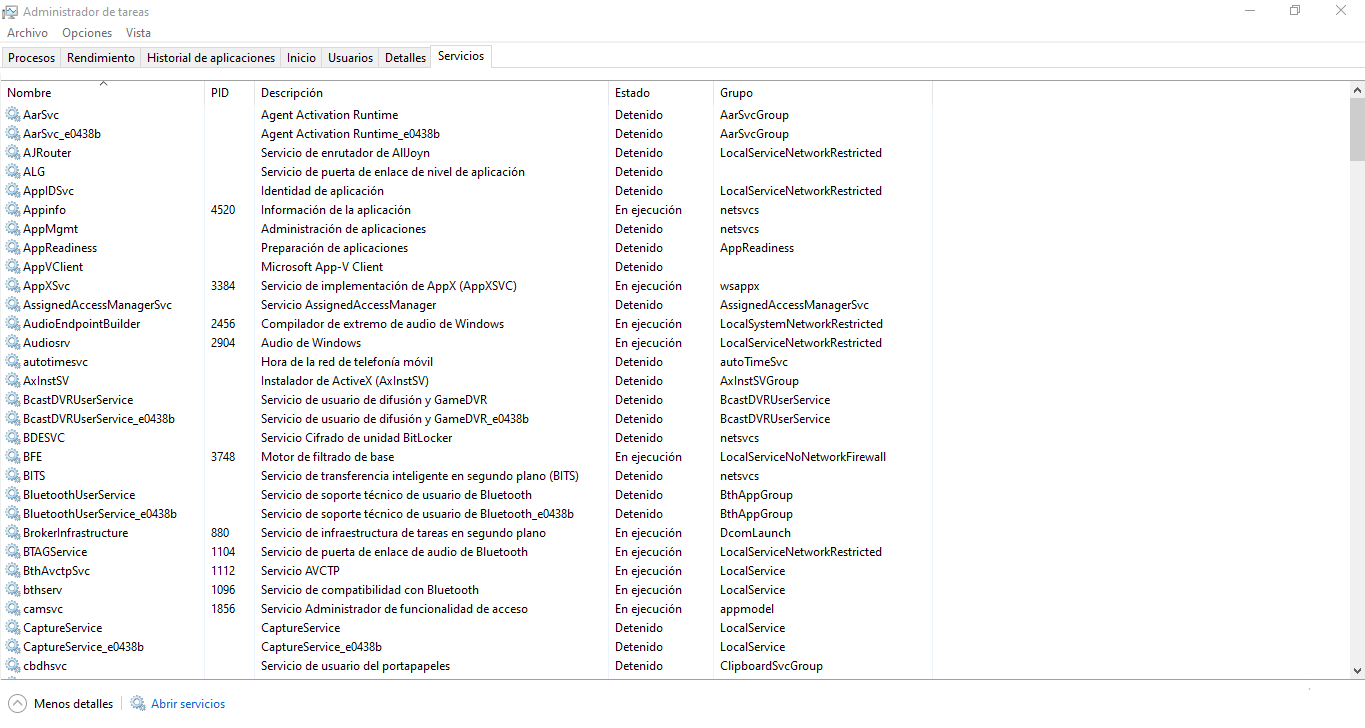 Administrador de tareas
Archivo Opciones Vista
Procesos Rendimiento Historial de aplicaciones Inicio Usuarios Detalles Servicios
Nombre PID Descripción Estado Grupo
AarSvc Agent Activation Runtime Detenido AarSvcGroup
AarSvc_e0438b Agent Activation Runtime_e0438b Detenido AarSvcGroup
AJRouter Servicio de enrutador de AllJoyn Detenido LocalServiceNetworkRestricted
ALG Servicio de puerta de enlace de nivel de aplicación Detenido
AppIDSvc Identidad de aplicación Detenido LocalServiceNetworkRestricted
Appinfo 4520 Información de la aplicación En ejecución netsvcs
AppMgmt Administración de aplicaciones Detenido netsvcs
AppReadiness Preparación de aplicaciones Detenido AppReadiness
AppVClient Microsoft App-V Client Detenido
AppXSvc 3384 Servicio de implementación de AppX (AppXSVC) En ejecución wsappx
AssignedAccessManagerSvc Servicio AssignedAccessManager Detenido AssignedAccessManagerSvc
AudioEndpointBuilder 2456 Compilador de extremo de audio de Windows En ejecución LocalSystemNetworkRestricted
Audiosrv 2904 Audio de Windows En ejecución LocalServiceNetworkRestricted
autotimesvc Hora de la red de telefonía móvil Detenido autoTimeSvc
AxInstSV Instalador de ActiveX (AxInstSV) Detenido AxInstSVGroup
BcastDVRUserService Servicio de usuario de difusión y GameDVR Detenido BcastDVRUserService
BcastDVRUserService_e0438b Servicio de usuario de difusión y GameDVR_e0438b Detenido BcastDVRUserService
BDESVC Servicio Cifrado de unidad BitLocker Detenido netsvcs
BFE 3748 Motor de filtrado de base En ejecución LocalServiceNoNetworkFirewall
BITS Servicio de transferencia inteligente en segundo plano (BITS) Detenido netsvcs
BluetoothUserService Servicio de soporte técnico de usuario de Bluetooth Detenido BthAppGroup
BluetoothUserService_e0438b Servicio de soporte técnico de usuario de Bluetooth_e0438b Detenido BthAppGroup
BrokerInfrastructure 880 Servicio de infraestructura de tareas en segundo plano En ejecución DcomLaunch
BTAGService 1104 Servicio de puerta de enlace de audio de Bluetooth En ejecución LocalServiceNetworkRestricted
BthAvctpSvc 1112 Servicio AVCTP En ejecución LocalService
bthserv 1096 Servicio de compatibilidad con Bluetooth En ejecución LocalService
camsvc 1856 Servicio Administrador de funcionalidad de acceso En ejecución appmodel
CaptureService CaptureService Detenido LocalService
CaptureService_e0438b CaptureService_e0438b Detenido LocalService
cbdhsvc Servicio de usuario del portapapeles Detenido ClipboardSvcGroup
Menos detalles Abrir servicios